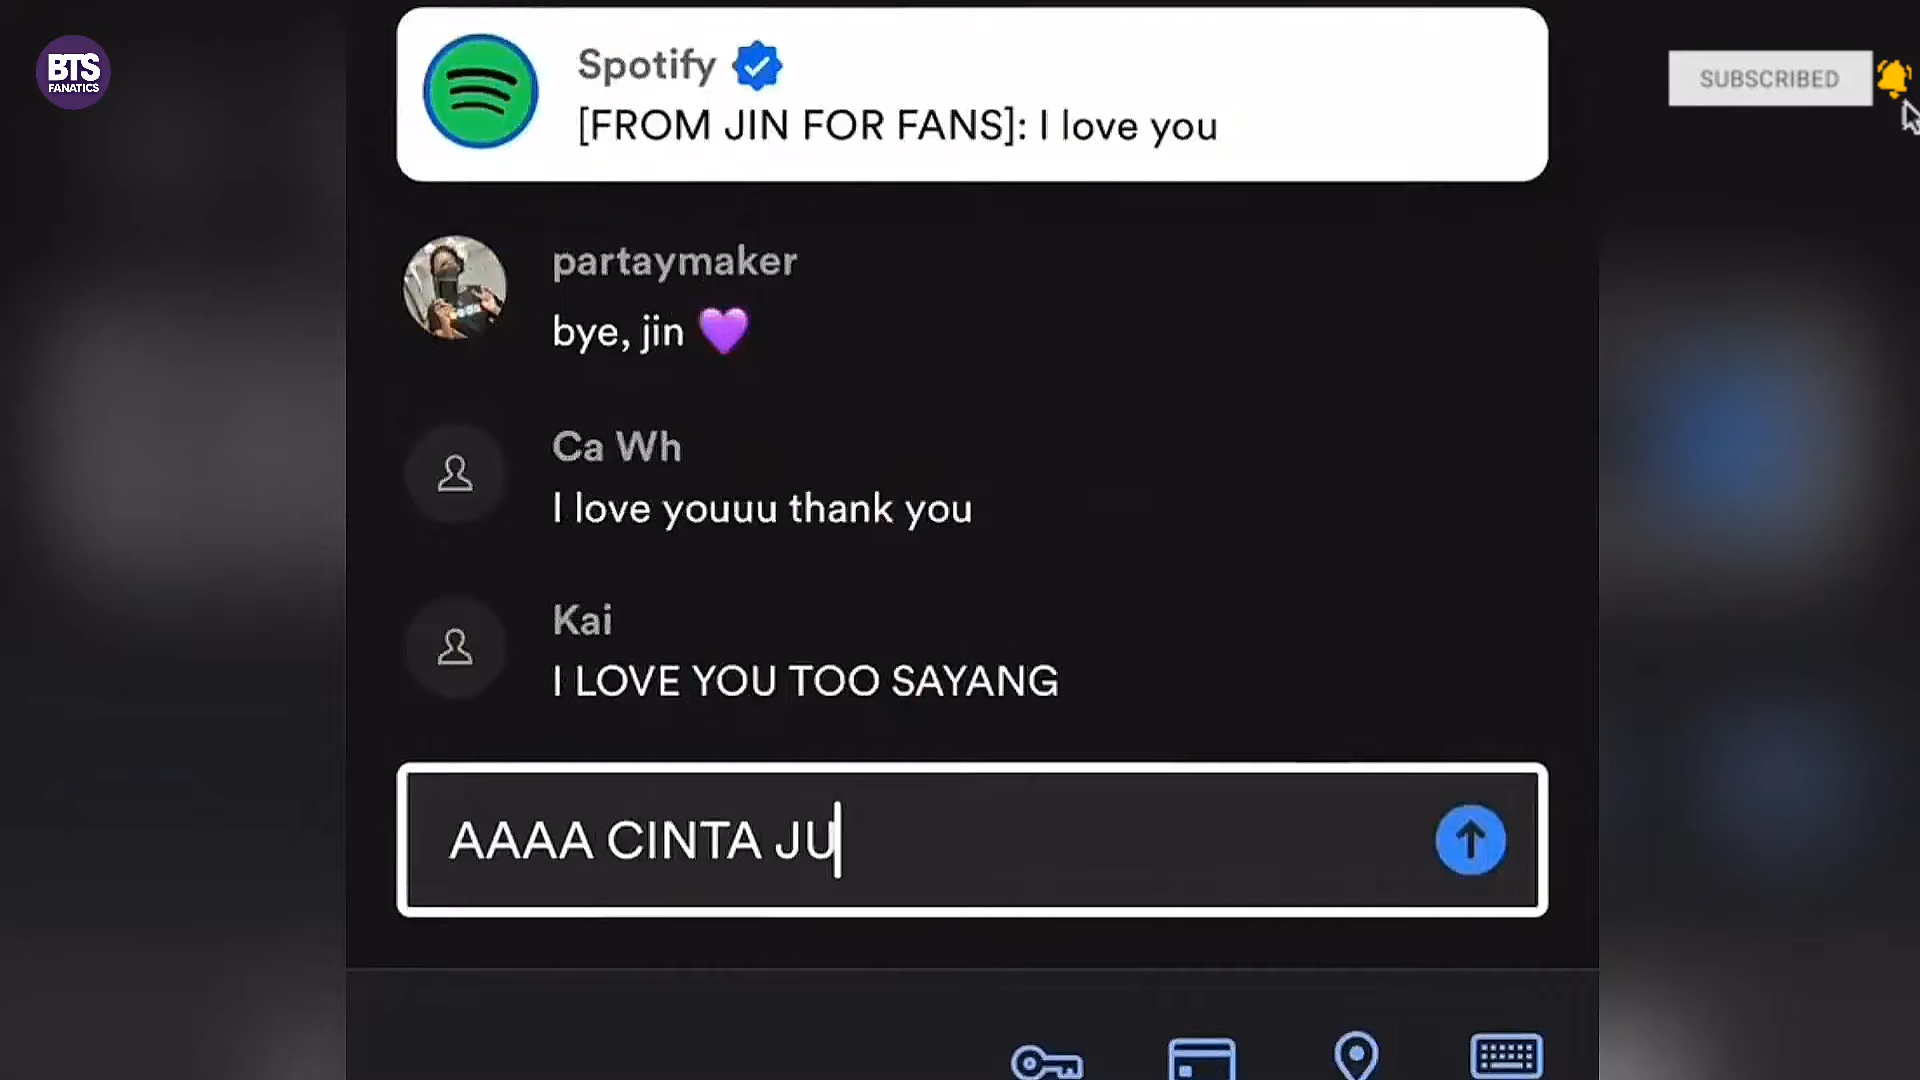 BTS
FANATICS
Spotify
[FROM JIN FOR FANS]: I love you
SUBSCRIBED
partaymaker
bye, jin 💜
Ca Wh
I love youuu thank you
Kai
I LOVE YOU TOO SAYANG
AAAA CINTA JU